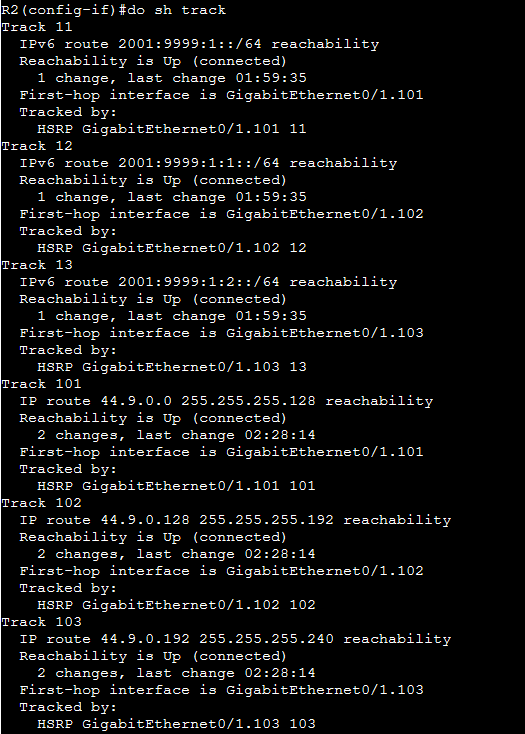 R2(config-if)#do sh track
Track 11
  IPv6 route 2001:9999:1::/64 reachability
  Reachability is Up (connected)
    1 change, last change 01:59:35
  First-hop interface is GigabitEthernet0/1.101
  Tracked by:
    HSRP GigabitEthernet0/1.101 11
Track 12
  IPv6 route 2001:9999:1:1::/64 reachability
  Reachability is Up (connected)
    1 change, last change 01:59:35
  First-hop interface is GigabitEthernet0/1.102
  Tracked by:
    HSRP GigabitEthernet0/1.102 12
Track 13
  IPv6 route 2001:9999:1:2::/64 reachability
  Reachability is Up (connected)
    1 change, last change 01:59:35
  First-hop interface is GigabitEthernet0/1.103
  Tracked by:
    HSRP GigabitEthernet0/1.103 13
Track 101
  IP route 44.9.0.0 255.255.255.128 reachability
  Reachability is Up (connected)
    2 changes, last change 02:28:14
  First-hop interface is GigabitEthernet0/1.101
  Tracked by:
    HSRP GigabitEthernet0/1.101 101
Track 102
  IP route 44.9.0.128 255.255.255.192 reachability
  Reachability is Up (connected)
    2 changes, last change 02:28:14
  First-hop interface is GigabitEthernet0/1.102
  Tracked by:
    HSRP GigabitEthernet0/1.102 102
Track 103
  IP route 44.9.0.192 255.255.255.240 reachability
  Reachability is Up (connected)
    2 changes, last change 02:28:14
  First-hop interface is GigabitEthernet0/1.103
  Tracked by:
    HSRP GigabitEthernet0/1.103 103